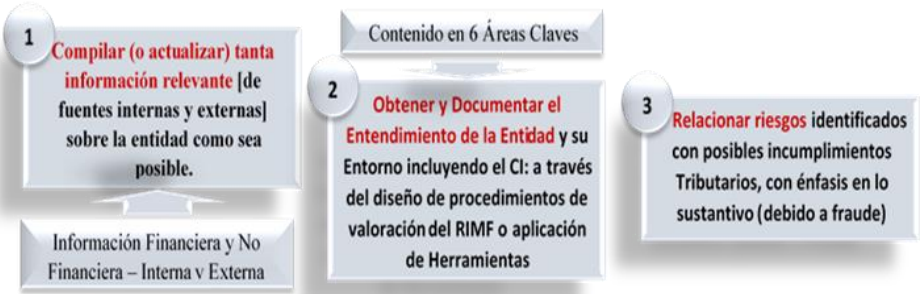 1
Compilar (o actualizar) tanta
información relevante [de
fuentes internas y externas]
sobre la entidad como sea
posible.
Información Financiera y No
Financiera – Interna y Externa
Contenido en 6 Áreas Claves
2
Obtener y Documentar el
Entendimiento de la Entidad y su
Entorno incluyendo el CI: a través
del diseño de procedimientos de
valoración del RIMF o aplicación
de Herramientas
3
Relacionar riesgos identificados
con posibles incumplimientos
Tributarios, con énfasis en lo
sustantivo (debido a fraude)